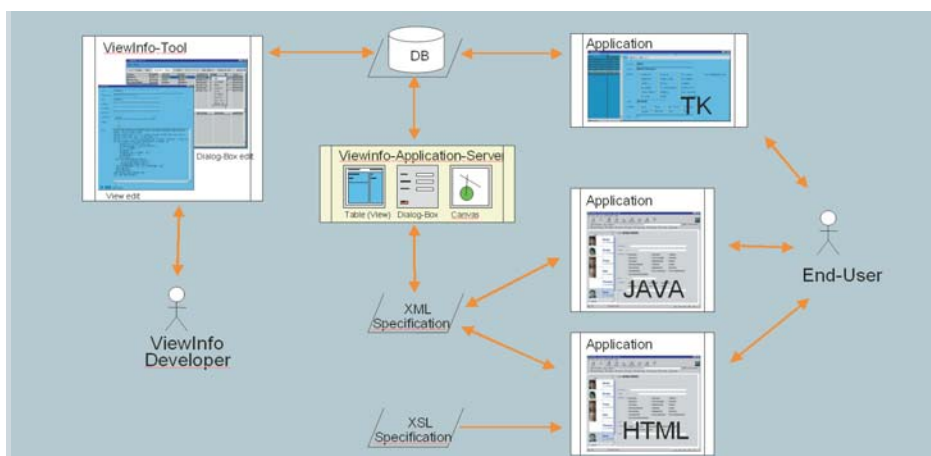 ViewInfo-Tool
Dialog-Box edit
View edit
ViewInfo
Developer
DB
Viewinfo-Application-Server
Table (View)
Dialog-Box
Canvas
XML
Specification
XSL
Specification
Application
TK
Application
JAVA
Application
HTML
End-User